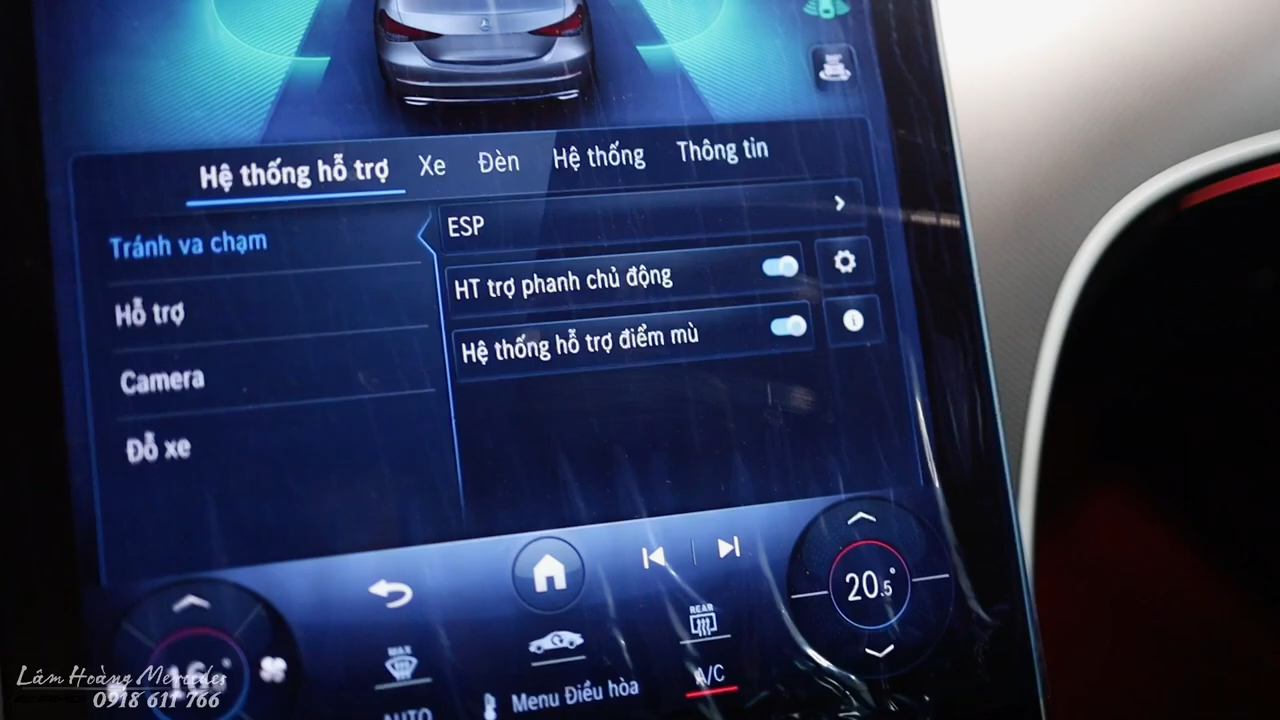 Hệ thống hỗ trợ Xe Đèn Hệ thống Thông tin
Tránh va chạm
Hỗ trợ
Camera
Đỗ xe
ESP
HT trợ phanh chủ động
Hệ thống hỗ trợ điểm mù
20.5°
MAX
REAR
A/C
AUTO
Menu Điều hòa
Lâm Hoàng Mercedes
0918 611 766